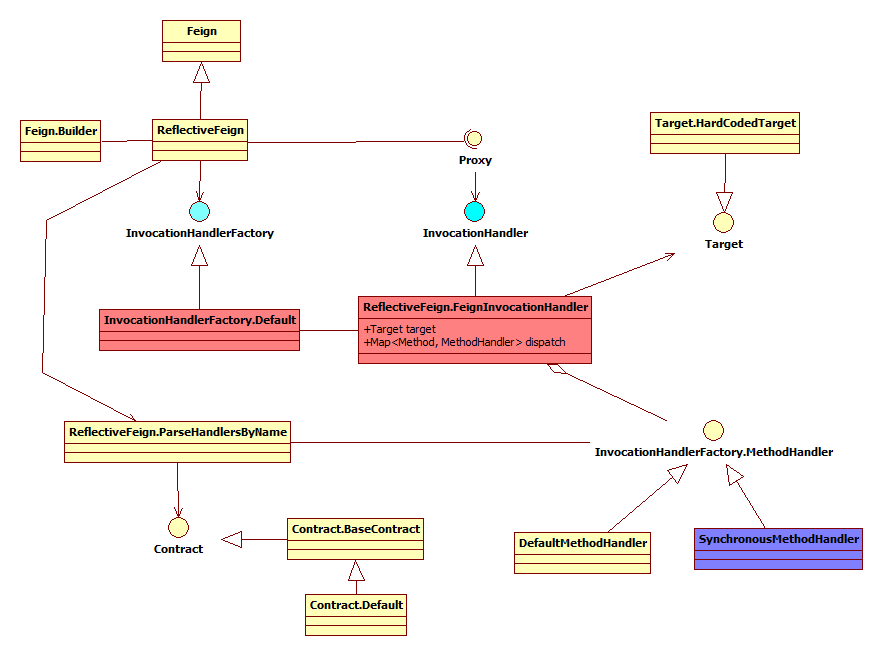 Feign
Feign.Builder
ReflectiveFeign
Proxy
Target.HardCodedTarget
InvocationHandlerFactory
InvocationHandler
Target
InvocationHandlerFactory.Default
ReflectiveFeign.FeignInvocationHandler
+Target target
+Map<Method, MethodHandler> dispatch
ReflectiveFeign.ParseHandlersByName
InvocationHandlerFactory.MethodHandler
Contract
Contract.BaseContract
DefaultMethodHandler
SynchronousMethodHandler
Contract.Default